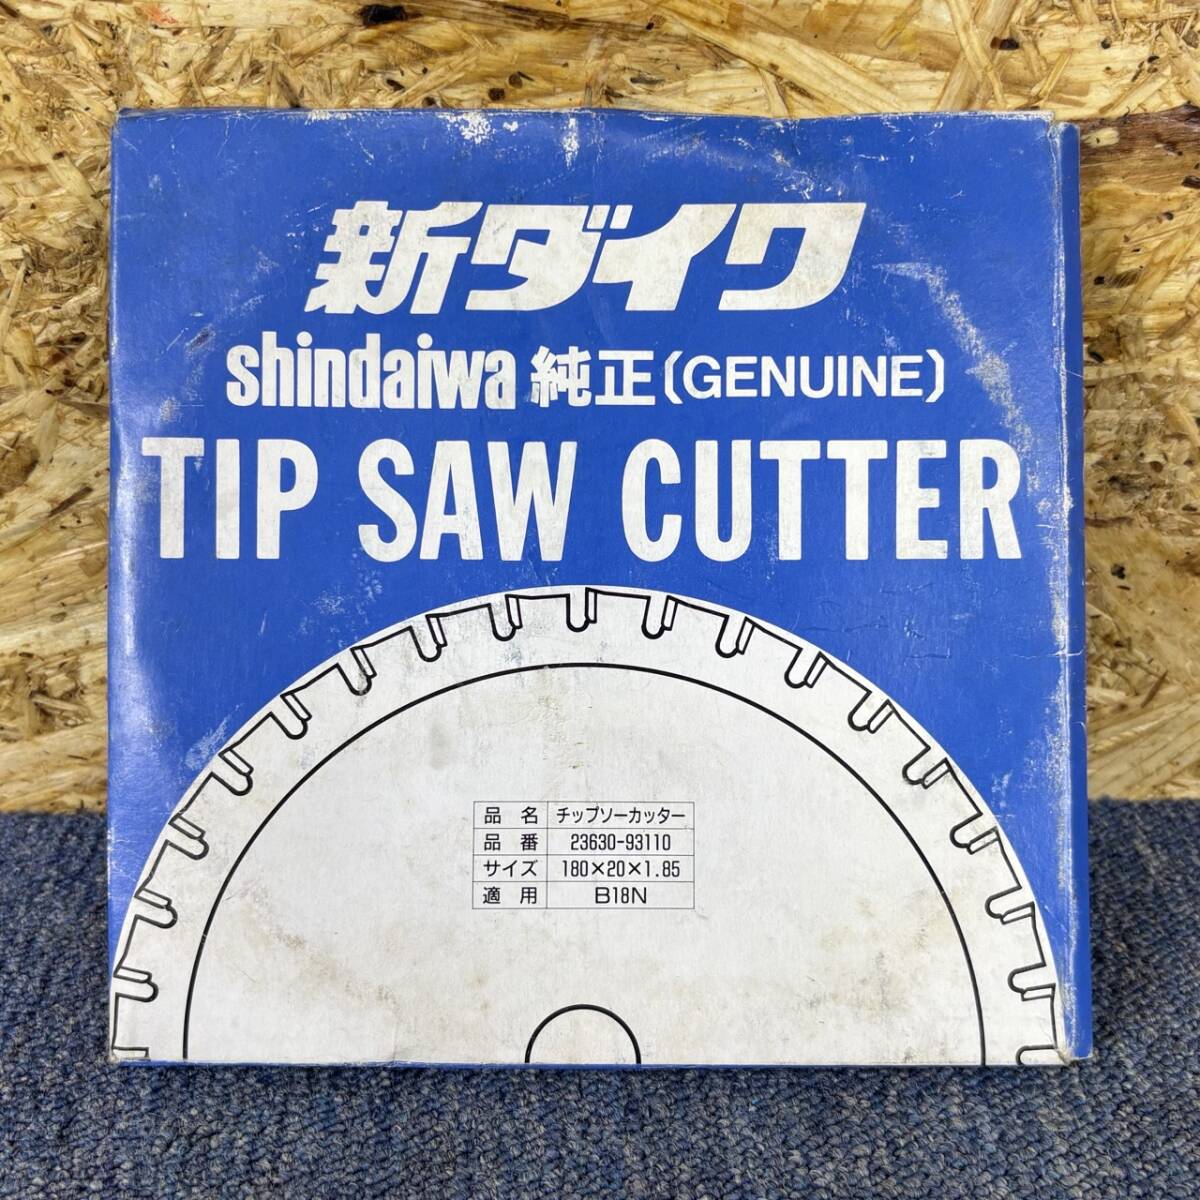 新ダイワ
shindaiwa 純正〔GENUINE〕
TIP SAW CUTTER
品名 チップソーカッター
品番 23630-93110
サイズ 180×20×1.85
適用 B18N